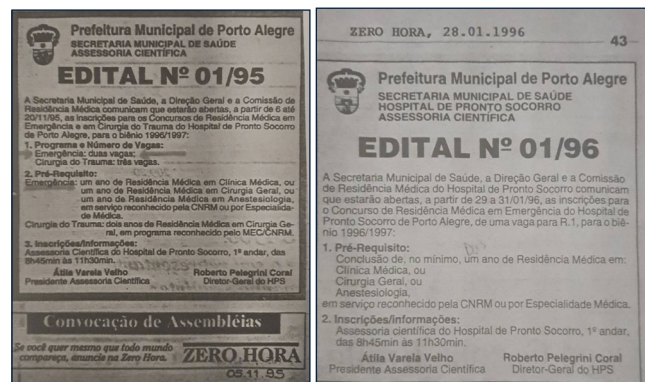 Prefeitura Municipal de Porto Alegre
SECRETARIA MUNICIPAL DE SAÚDE
ASSESSORIA CIENTÍFICA
EDITAL Nº 01/95
A Secretaria Municipal de Saúde, a Direção Geral e a Comissão de
Residência Médica comunicam que estarão abertas, a partir de 6 até
20/11/95, as inscrições para os Concursos de Residência Médica em
Emergência e em Cirurgia do Trauma do Hospital de Pronto Socorro
de Porto Alegre, para o biênio 1996/1997:
1. Programa e Número de Vagas:
Emergência: duas vagas;
Cirurgia do Trauma: três vagas.
2. Pré-Requisito:
Emergência: um ano de Residência Médica em Clínica Médica, ou
um ano de Residência Médica em Cirurgia Geral, ou
um ano de Residência Médica em Anestesiologia,
em serviço reconhecido pela CNRM ou por Especialida-
de Médica.
Cirurgia do Trauma: dois anos de Residência Médica em Cirurgia Ge-
ral, em programa reconhecido pelo MEC/CNRM.
3. Inscrições/Informações:
Assessoria Científica do Hospital de Pronto Socorro, 1º andar, das
8h45min às 11h30min.
Átila Varela Velho
Presidente Assessoria Científica
Roberto Pelegrini Coral
Diretor-Geral do HPS
Convocação de Assembléias
Se você quer mesmo que todo mundo
compareça, anuncie na Zero Hora.
ZERO HORA
05.11.95
ZERO HORA, 28.01.1996
43
Prefeitura Municipal de Porto Alegre
SECRETARIA MUNICIPAL DE SAÚDE
HOSPITAL DE PRONTO SOCORRO
ASSESSORIA CIENTÍFICA
EDITAL Nº 01/96
A Secretaria Municipal de Saúde, a Direção Geral e a Comissão
de Residência Médica do Hospital de Pronto Socorro comunicam
que estarão abertas, a partir de 29 a 31/01/96, as inscrições para
o Concurso de Residência Médica em Emergência do Hospital de
Pronto Socorro de Porto Alegre, de uma vaga para R.1, para o biê-
nio 1996/1997:
1. Pré-Requisito:
Conclusão de, no mínimo, um ano de Residência Médica em:
Clínica Médica, ou
Cirurgia Geral, ou
Anestesiologia,
em serviço reconhecido pela CNRM ou por Especialidade Médica.
2. Inscrições/Informações:
Assessoria científica do Hospital de Pronto Socorro, 1º andar,
das 8h45min às 11h30min.
Átila Varela Velho
Presidente Assessoria Científica
Roberto Pelegrini Coral
Diretor-Geral do HPS